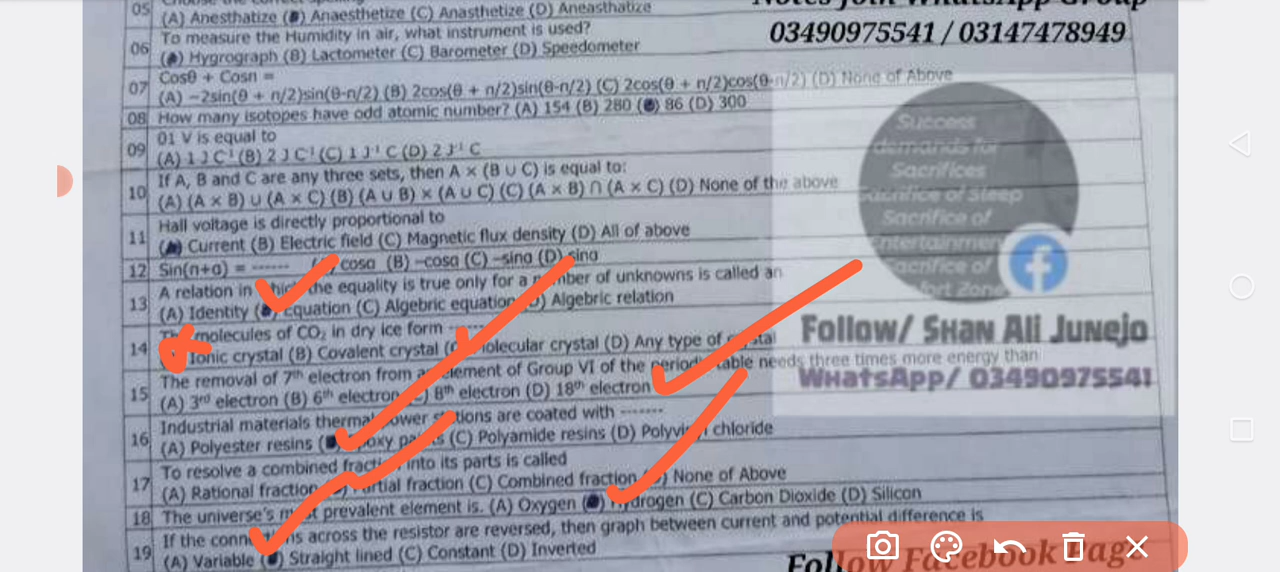 05
(A) Anesthatize (B) Anaesthetize (C) Anasthetize (D) Aneasthatize
03490975541 / 03147478949
To measure the Humidity in air, what instrument is used?
06
Hygrograph (B) Lactometer (C) Barometer (D) Speedometer
Cosθ + Cosn =
07
(A) −2sin(θ + n/2)sin(θ-n/2) (B) 2cos(θ + n/2)sin(θ-n/2) (C) 2cos(θ + n/2)cos(θ-n/2) (D) None of Above
08 How many isotopes have odd atomic number? (A) 154 (B) 280 86 (D) 300
01 V is equal to
09
(A) 1 J C⁻¹ (B) 2 J C⁻¹ (C) 1 J⁻¹ C (D) 2 J⁻¹ C
If A, B and C are any three sets, then A × (B ∪ C) is equal to:
10
(A) (A × B) ∪ (A × C) (B) (A ∪ B) × (A ∪ C) (C) (A × B) ∩ (A × C) (D) None of the above
Hall voltage is directly proportional to
11
(A) Current (B) Electric field (C) Magnetic flux density (D) All of above
12 Sin(n+α) = ------ cosα (B) −cosα (C) −sinα (D) sinα
A relation in which the equality is true only for a number of unknowns is called an
13
(A) Identity Equation (C) Algebric equation (D) Algebric relation
The molecules of CO₂ in dry ice form
14
Ionic crystal (B) Covalent crystal molecular crystal (D) Any type of crystal
The removal of 7th electron from element of Group VI of the periodic table needs three times more energy than
15
(A) 3rd electron (B) 6th electron 8th electron (D) 18th electron
Industrial materials thermal power stations are coated with -------
16
(A) Polyester resins Epoxy paints (C) Polyamide resins (D) Polyvinyl chloride
To resolve a combined fraction into its parts is called
17
(A) Rational fraction Partial fraction (C) Combined fraction (D) None of Above
18 The universe's most prevalent element is. (A) Oxygen Hydrogen (C) Carbon Dioxide (D) Silicon
If the connections across the resistor are reversed, then graph between current and potential difference is
19
(A) Variable Straight lined (C) Constant (D) Inverted
Success
demands for
Sacrifices
Sacrifice of Sleep
Sacrifice of
Entertainment
Sacrifice of
Comfort Zone
f
Follow/ Shan Ali Junejo
WhatsApp/ 03490975541
Follow Facebook Page